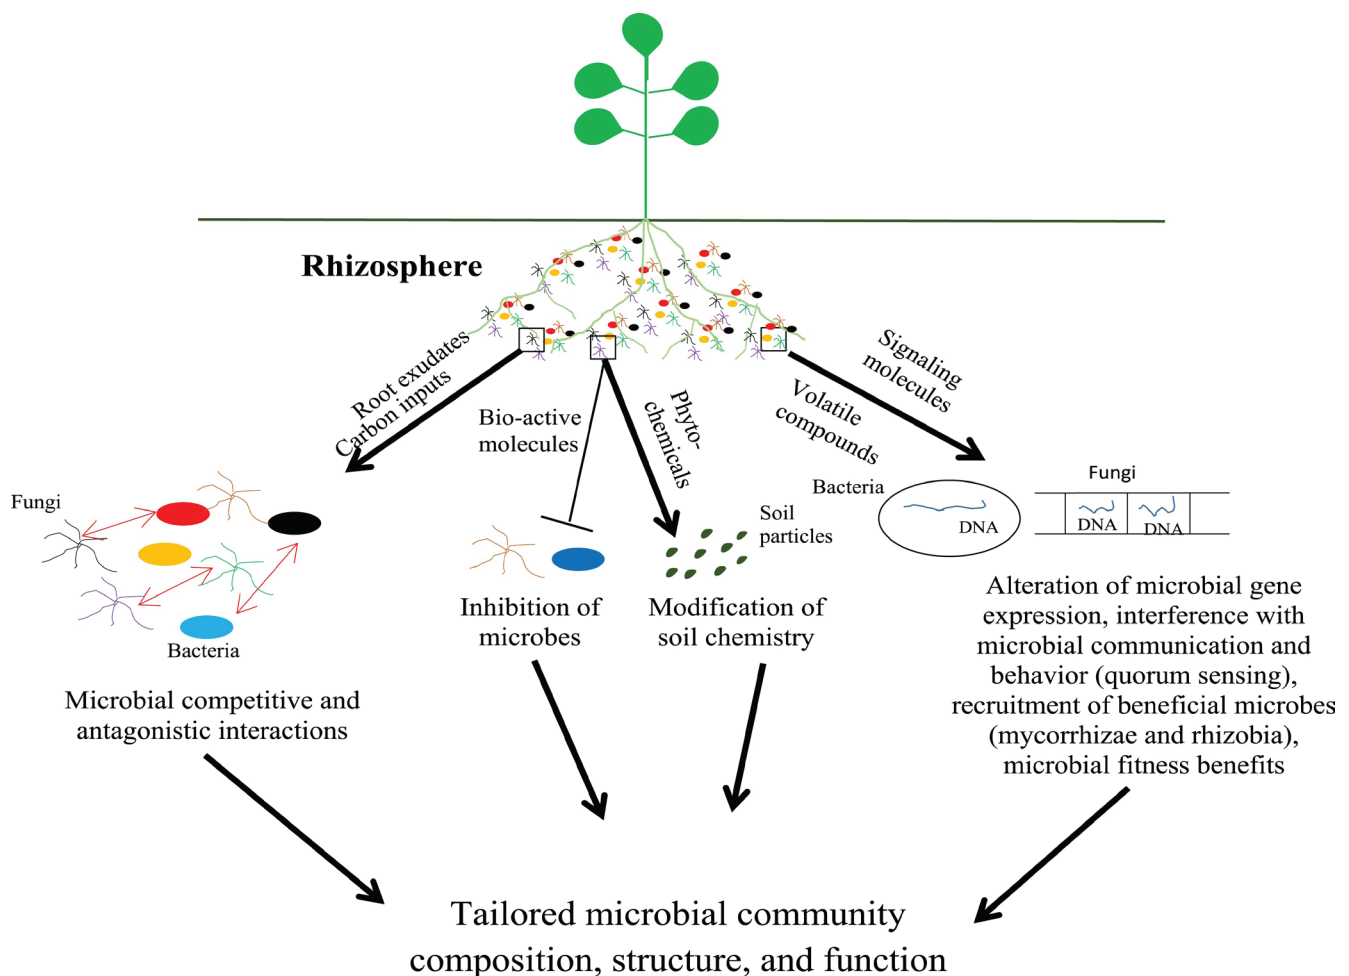 Rhizosphere
Root exudates
Carbon inputs
Bio-active
molecules
Phyto-
chemicals
Volatile
compounds
Signaling
molecules
Fungi
Bacteria
Soil
particles
Bacteria
DNA
Fungi
DNA
DNA
Microbial competitive and
antagonistic interactions
Inhibition of
microbes
Modification of
soil chemistry
Alteration of microbial gene
expression, interference with
microbial communication and
behavior (quorum sensing),
recruitment of beneficial microbes
(mycorrhizae and rhizobia),
microbial fitness benefits
Tailored microbial community
composition, structure, and function